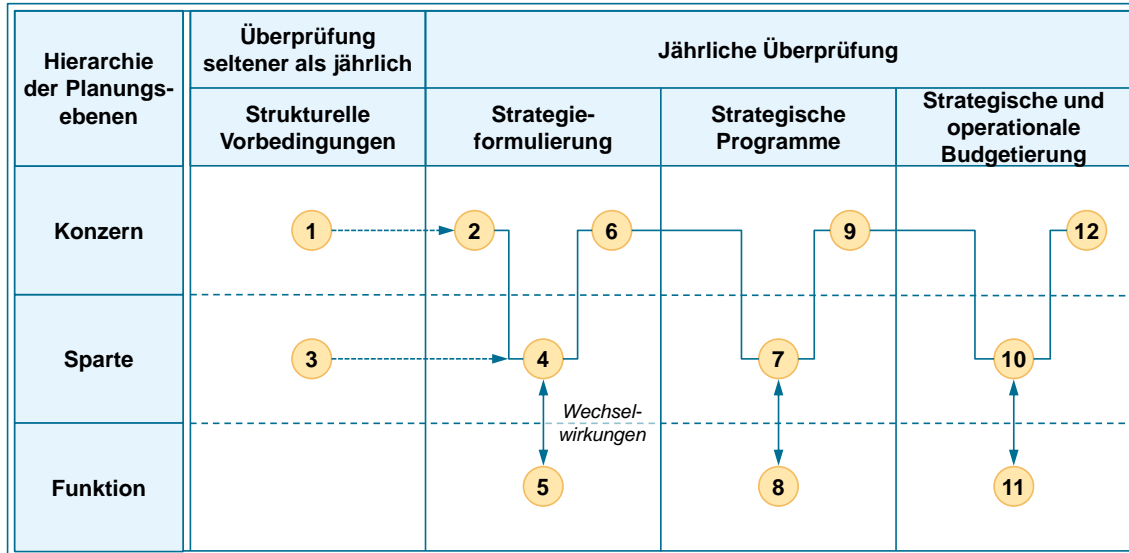 Hierarchie
der Planungs-
ebenen
Überprüfung
seltener als jährlich
Jährliche Überprüfung
Strukturelle
Vorbedingungen
Strategie-
formulierung
Strategische
Programme
Strategische und
operationale
Budgetierung
Konzern
1
2
6
9
12
Sparte
3
4
7
10
Wechsel-
wirkungen
Funktion
5
8
11